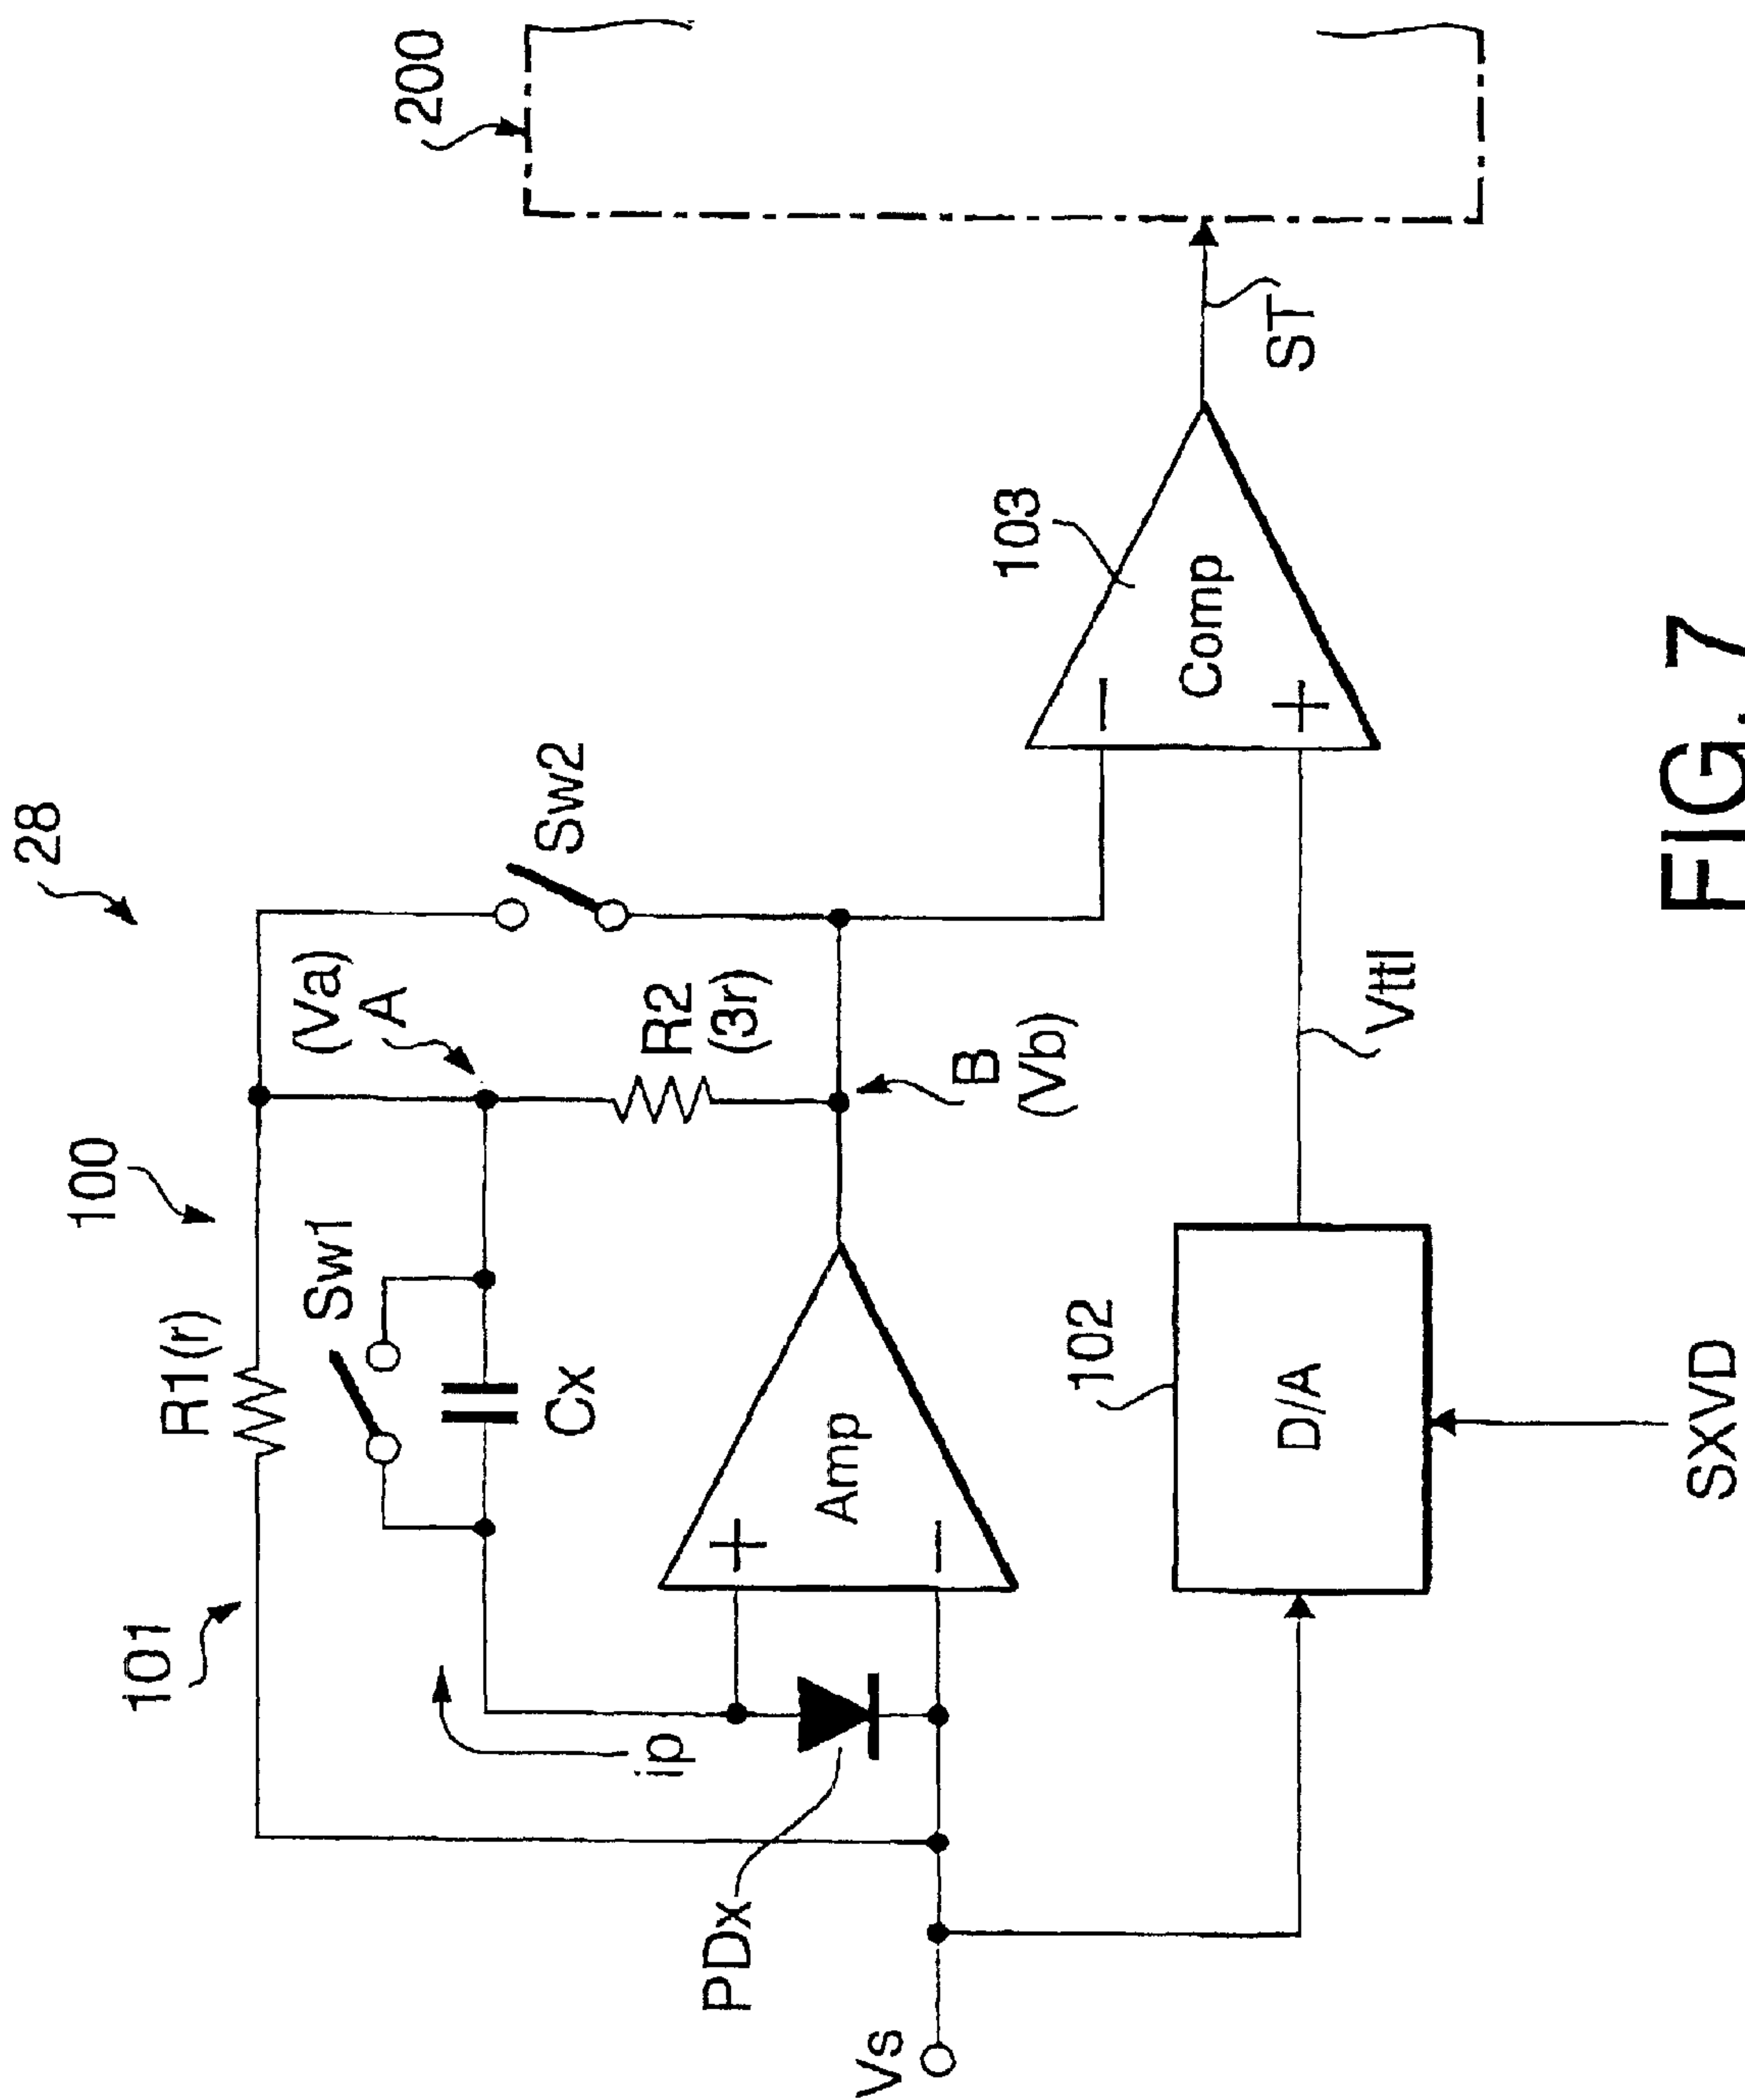 28
100
101
R1(r)
Sw1
Cx
ip
(Va)
A
Sw2
R2
(3r)
B
(Vb)
+
Amp
−
PDx
Vs
102
D/A
SXVD
Vttl
103
−
Comp
+
ST
200
FIG. 7